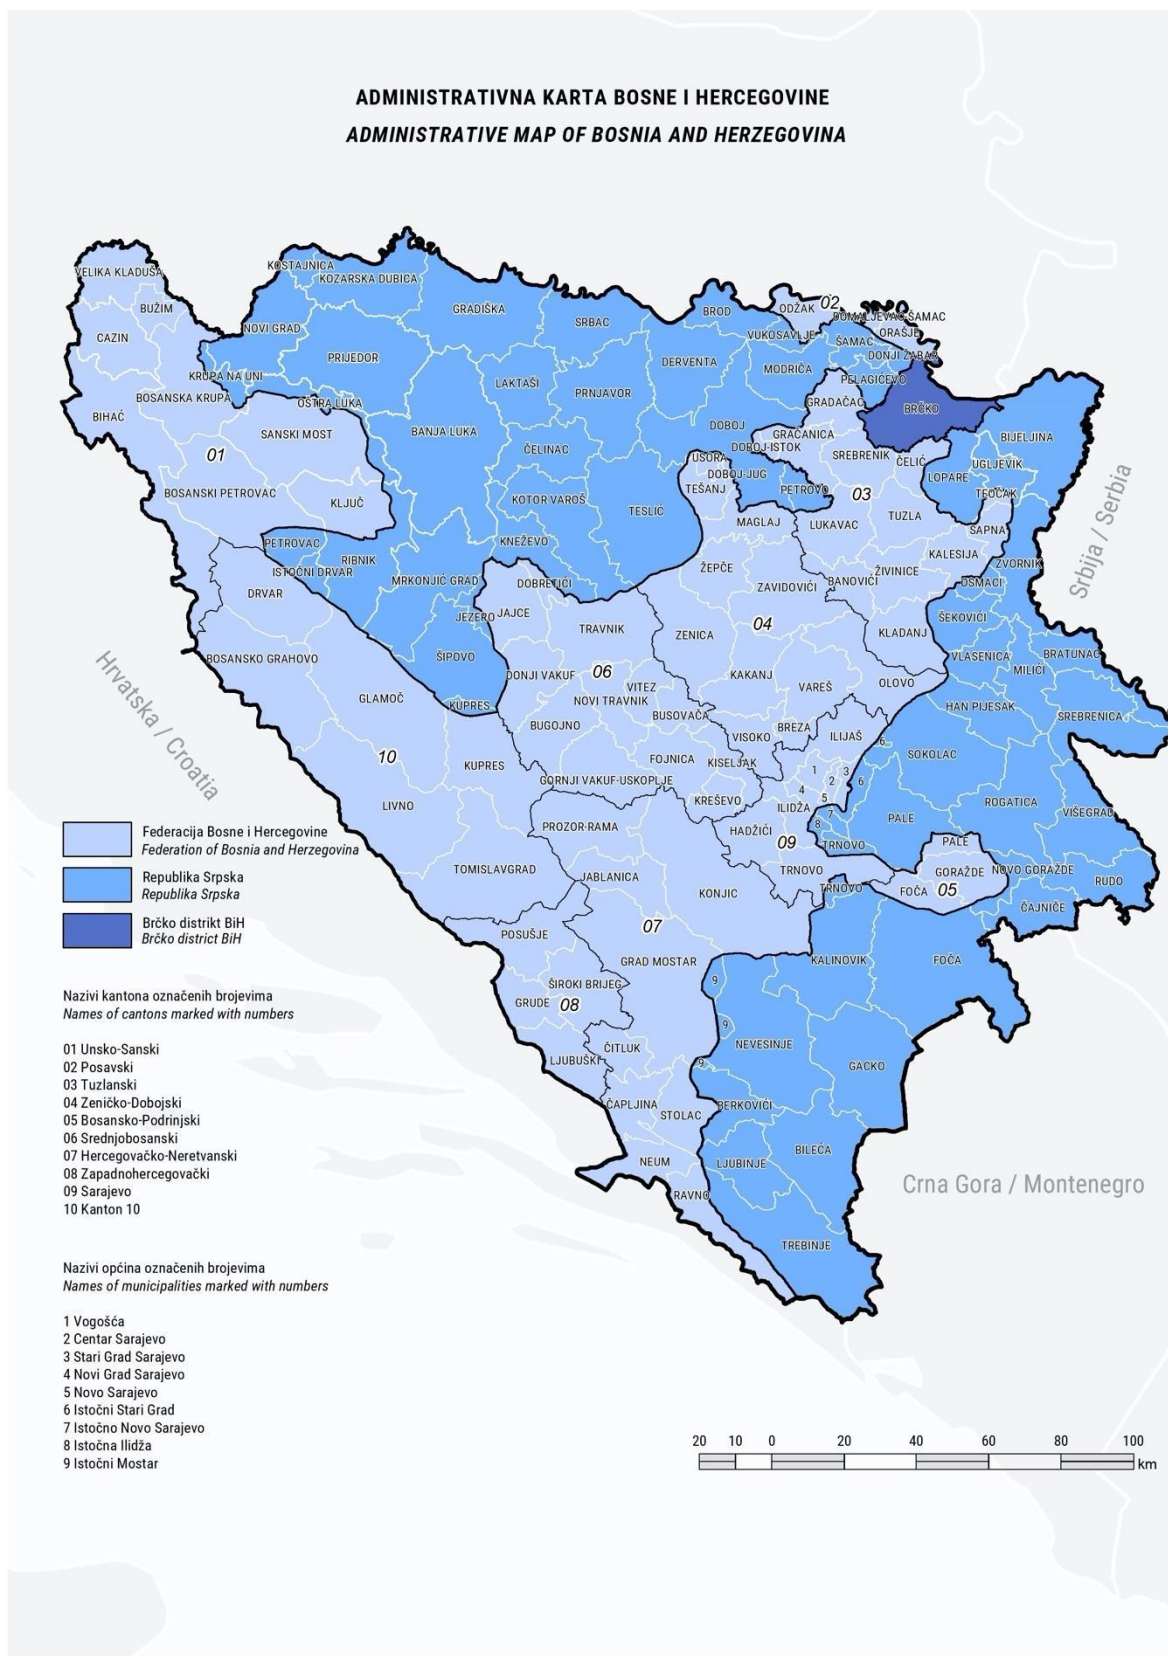 ADMINISTRATIVNA KARTA BOSNE I HERCEGOVINE
ADMINISTRATIVE MAP OF BOSNIA AND HERZEGOVINA
VELIKA KLADUŠA
BUŽIM
CAZIN
BIHAĆ
BOSANSKA KRUPA
KRUPA NA UNI
NOVI GRAD
KOSTAJNICA
KOZARSKA DUBICA
PRIJEDOR
OŠTRA LUKA
SANSKI MOST
01
BOSANSKI PETROVAC
KLJUČ
GRADIŠKA
SRBAC
LAKTAŠI
PRNJAVOR
BANJA LUKA
ČELINAC
KOTOR VAROŠ
TESLIĆ
KNEŽEVO
DERVENTA
BROD
VUKOSAVLJE
MODRIČA
ODŽAK
02
DOMALJEVAC-ŠAMAC
ORAŠJE
ŠAMAC
DONJI ŽABAR
PELAGIĆEVO
BRČKO
GRADAČAC
DOBOJ
DOBOJ-ISTOK
GRAČANICA
SREBRENIK
ČELIĆ
USORA
DOBOJ-JUG
TEŠANJ
PETROVO
03
LOPARE
BIJELJINA
UGLJEVIK
TEOČAK
SAPNA
MAGLAJ
LUKAVAC
TUZLA
KALESIJA
ŽIVINICE
BANOVIĆI
ZVORNIK
OSMACI
ŽEPČE
ZAVIDOVIĆI
KLADANJ
ŠEKOVIĆI
VLASENICA
MILIĆI
BRATUNAC
SREBRENICA
HAN PIJESAK
04
ZENICA
KAKANJ
VAREŠ
OLOVO
BREZA
VISOKO
ILIJAŠ
SOKOLAC
ROGATICA
VIŠEGRAD
PETROVAC
ISTOČNI DRVAR
RIBNIK
DRVAR
MRKONJIĆ GRAD
JEZERO
ŠIPOVO
KUPRES
JAJCE
DOBRETIĆI
TRAVNIK
DONJI VAKUF
06
VITEZ
NOVI TRAVNIK
BUSOVAČA
BUGOJNO
FOJNICA
KISELJAK
GORNJI VAKUF-USKOPLJE
KREŠEVO
BOSANSKO GRAHOVO
GLAMOČ
10
KUPRES
LIVNO
TOMISLAVGRAD
PROZOR-RAMA
JABLANICA
KONJIC
07
1
2
3
4
5
6
6
7
8
ILIDŽA
HADŽIĆI
09
TRNOVO
TRNOVO
TRNOVO
PALE
PALE
GORAŽDE
FOČA
05
NOVO GORAŽDE
RUDO
ČAJNIČE
KALINOVIK
FOČA
POSUŠJE
ŠIROKI BRIJEG
GRUDE
08
LJUBUŠKI
ČITLUK
GRAD MOSTAR
9
9
9
NEVESINJE
GACKO
ČAPLJINA
STOLAC
BERKOVIĆI
LJUBINJE
BILEĆA
NEUM
RAVNO
TREBINJE
Hrvatska / Croatia
Srbija / Serbia
Crna Gora / Montenegro
Federacija Bosne i Hercegovine
Federation of Bosnia and Herzegovina
Republika Srpska
Republika Srpska
Brčko distrikt BiH
Brčko district BiH
Nazivi kantona označenih brojevima
Names of cantons marked with numbers
01 Unsko-Sanski
02 Posavski
03 Tuzlanski
04 Zeničko-Dobojski
05 Bosansko-Podrinjski
06 Srednjobosanski
07 Hercegovačko-Neretvanski
08 Zapadnohercegovački
09 Sarajevo
10 Kanton 10
Nazivi općina označenih brojevima
Names of municipalities marked with numbers
1 Vogošća
2 Centar Sarajevo
3 Stari Grad Sarajevo
4 Novi Grad Sarajevo
5 Novo Sarajevo
6 Istočni Stari Grad
7 Istočno Novo Sarajevo
8 Istočna Ilidža
9 Istočni Mostar
20 10 0 20 40 60 80 100
km